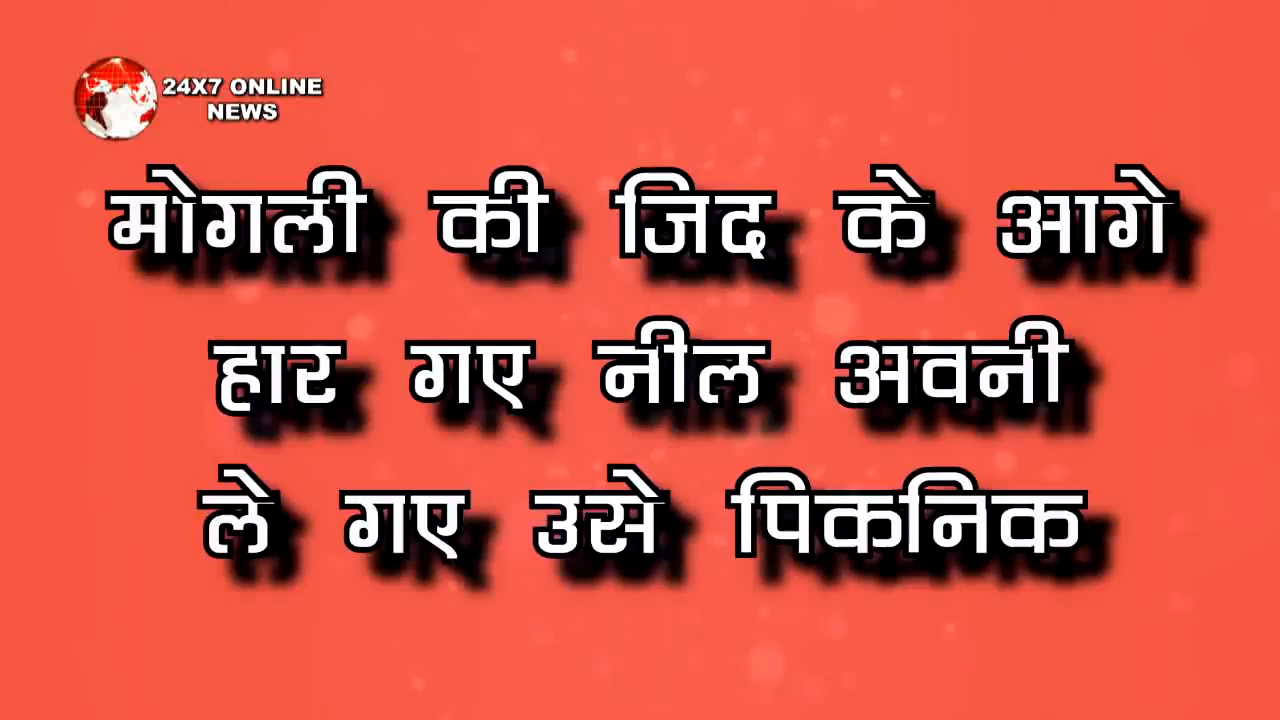 24X7 ONLINE
NEWS
मोगली की जिद के आगे
हार गए नील अवनी
ले गए उसे पिकनिक